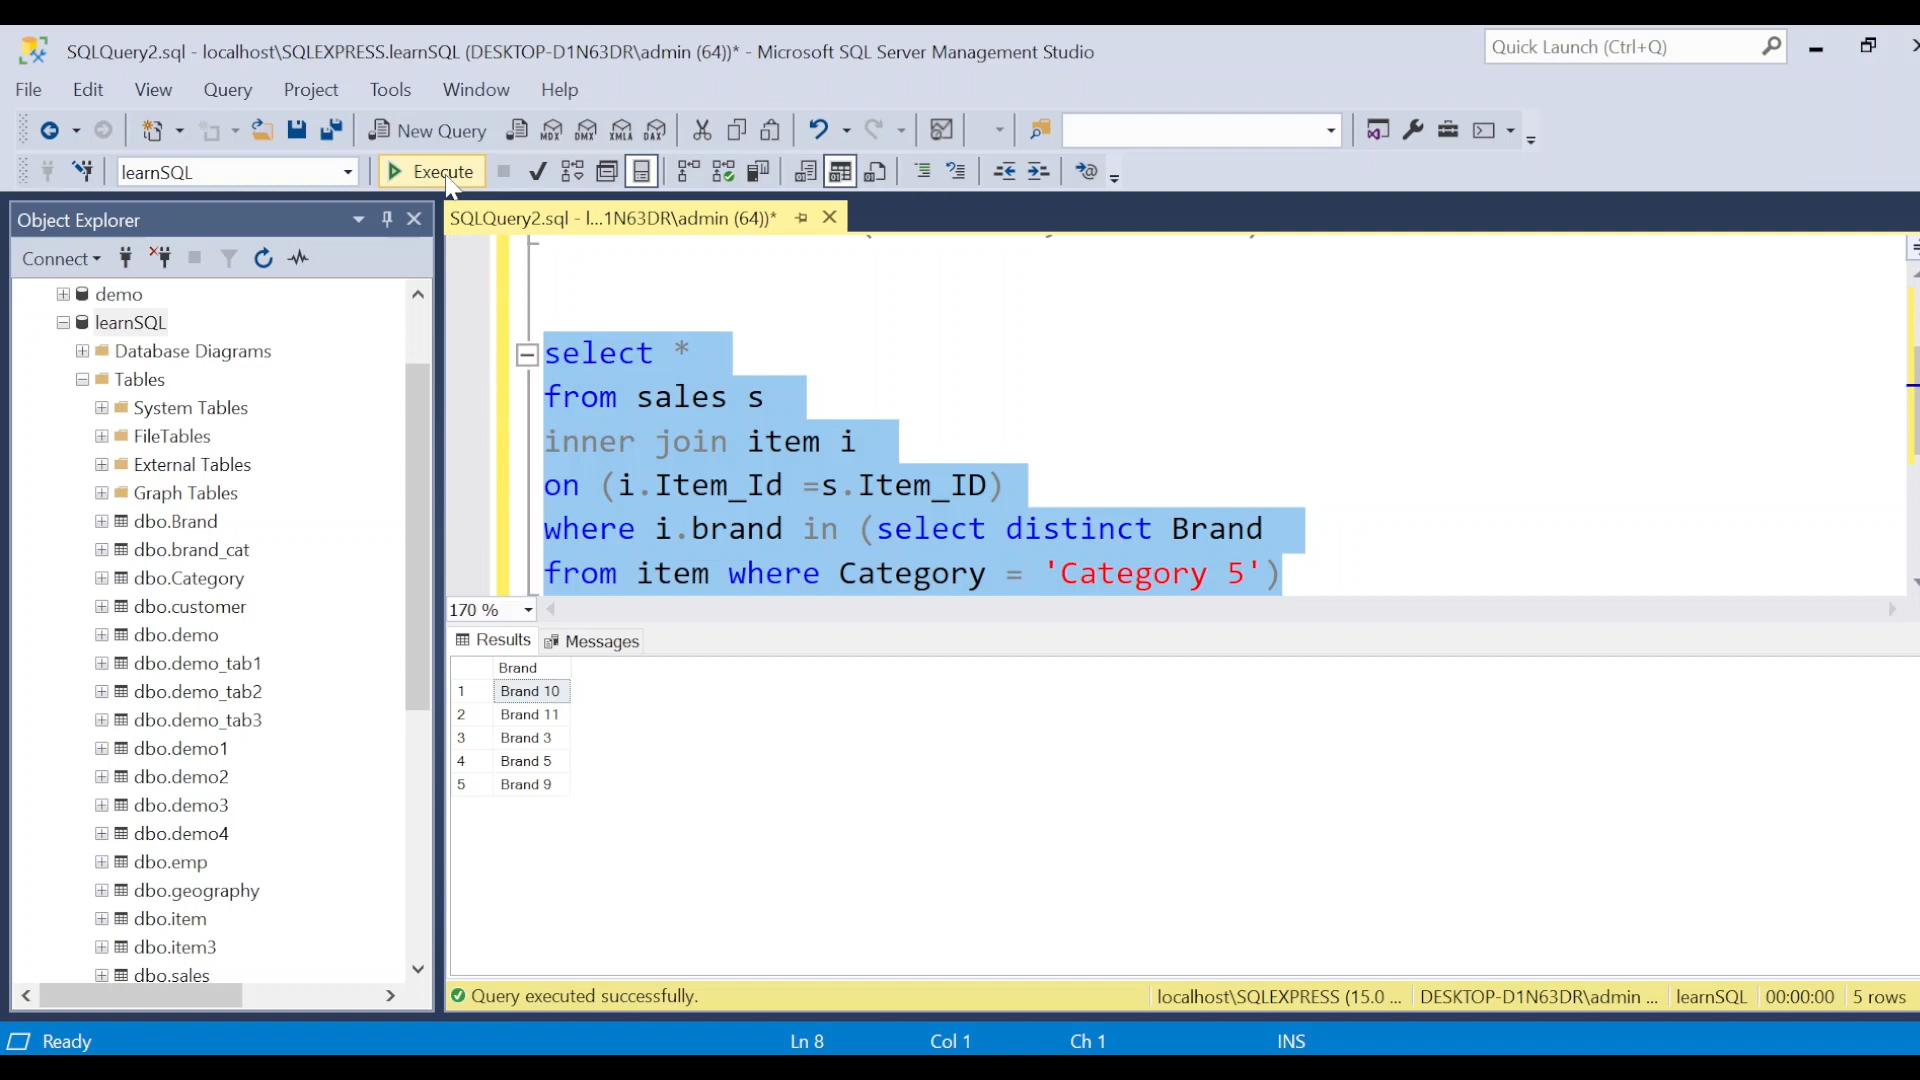 SQLQuery2.sql - localhost\SQLEXPRESS.learnSQL (DESKTOP-D1N63DR\admin (64))* - Microsoft SQL Server Management Studio
Quick Launch (Ctrl+Q)
File Edit View Query Project Tools Window Help
New Query MDX DMX XMLA DAX
learnSQL Execute
Object Explorer
SQLQuery2.sql - l...1N63DR\admin (64))*
Connect
demo
learnSQL
Database Diagrams
Tables
System Tables
FileTables
External Tables
Graph Tables
dbo.Brand
dbo.brand_cat
dbo.Category
dbo.customer
dbo.demo
dbo.demo_tab1
dbo.demo_tab2
dbo.demo_tab3
dbo.demo1
dbo.demo2
dbo.demo3
dbo.demo4
dbo.emp
dbo.geography
dbo.item
dbo.item3
dbo.sales
select *
from sales s
inner join item i
on (i.Item_Id =s.Item_ID)
where i.brand in (select distinct Brand
from item where Category = 'Category 5')
170 %
Results Messages
Brand
1 Brand 10
2 Brand 11
3 Brand 3
4 Brand 5
5 Brand 9
Query executed successfully. localhost\SQLEXPRESS (15.0 ... DESKTOP-D1N63DR\admin ... learnSQL 00:00:00 5 rows
Ready Ln 8 Col 1 Ch 1 INS